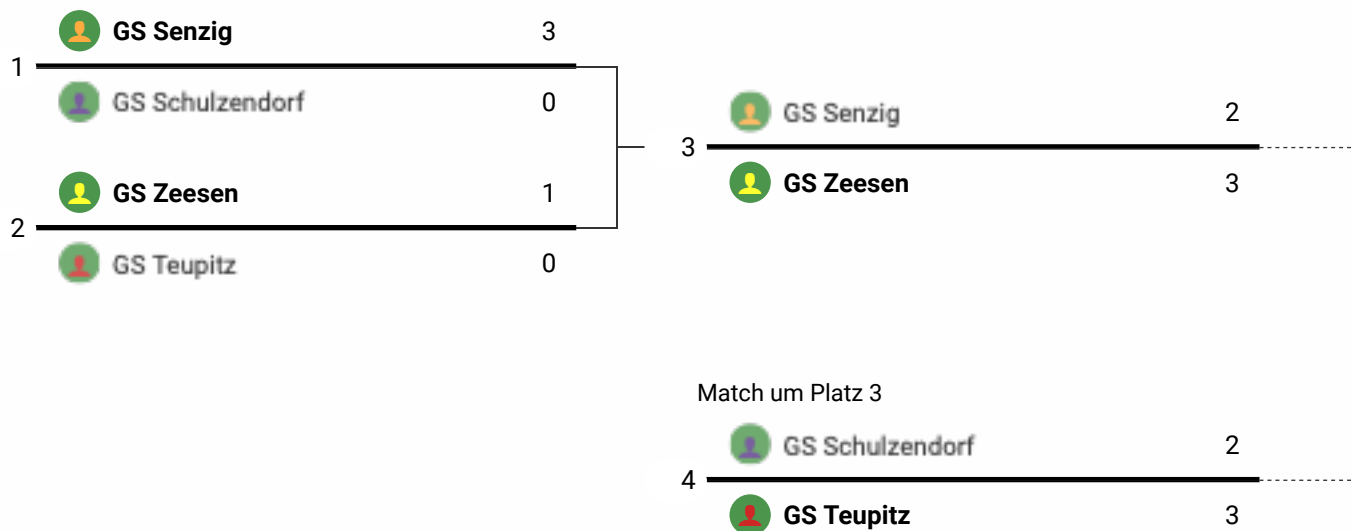 GS Senzig 3
1
GS Schulzendorf 0
GS Zeesen 1
2
GS Teupitz 0
GS Senzig 2
3
GS Zeesen 3
Match um Platz 3
GS Schulzendorf 2
4
GS Teupitz 3